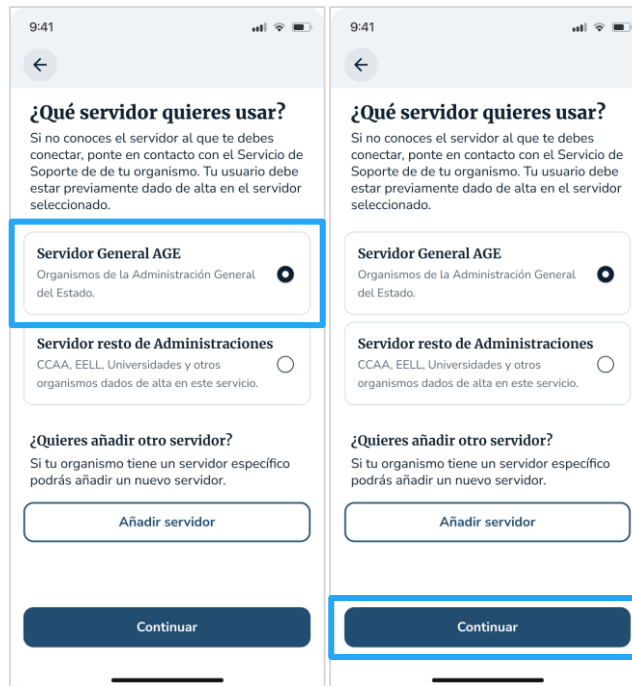 9:41
¿Qué servidor quieres usar?
Si no conoces el servidor al que te debes
conectar, ponte en contacto con el Servicio de
Soporte de de tu organismo. Tu usuario debe
estar previamente dado de alta en el servidor
seleccionado.
Servidor General AGE
Organismos de la Administración General
del Estado.
Servidor resto de Administraciones
CCAA, EELL, Universidades y otros
organismos dados de alta en este servicio.
¿Quieres añadir otro servidor?
Si tu organismo tiene un servidor específico
podrás añadir un nuevo servidor.
Añadir servidor
Continuar
9:41
¿Qué servidor quieres usar?
Si no conoces el servidor al que te debes
conectar, ponte en contacto con el Servicio de
Soporte de de tu organismo. Tu usuario debe
estar previamente dado de alta en el servidor
seleccionado.
Servidor General AGE
Organismos de la Administración General
del Estado.
Servidor resto de Administraciones
CCAA, EELL, Universidades y otros
organismos dados de alta en este servicio.
¿Quieres añadir otro servidor?
Si tu organismo tiene un servidor específico
podrás añadir un nuevo servidor.
Añadir servidor
Continuar